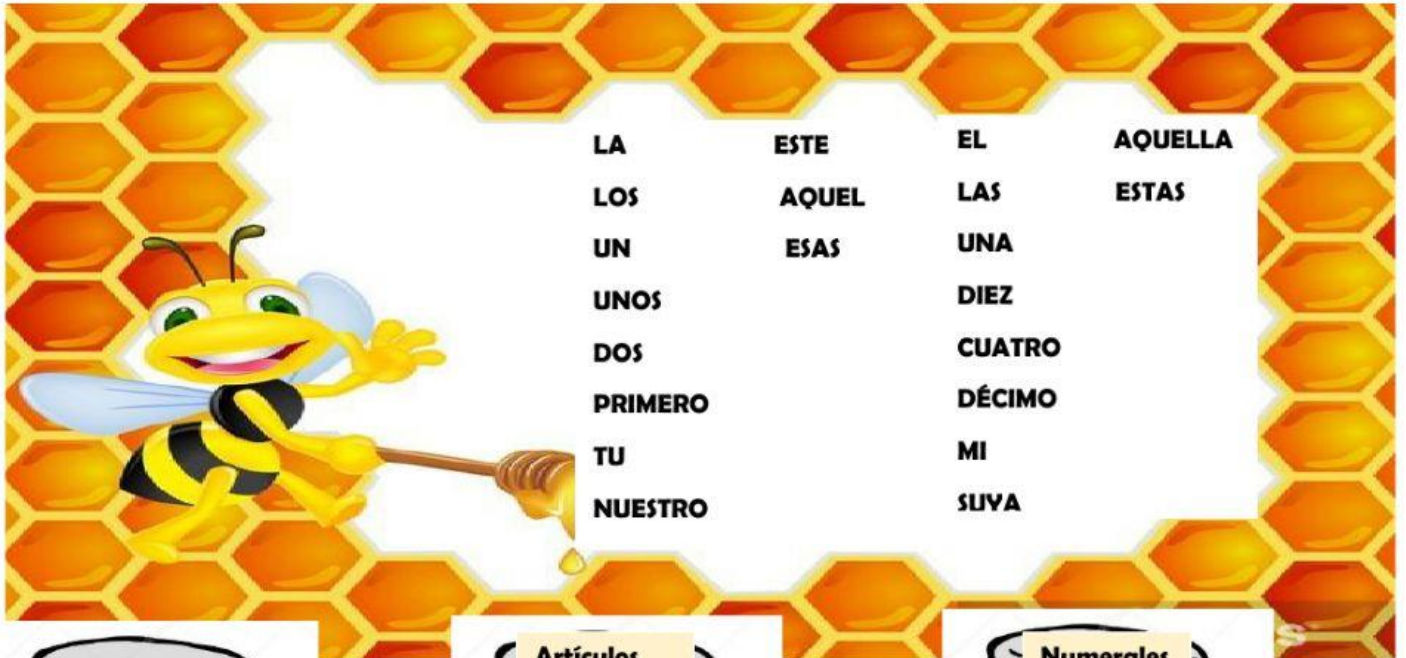 LA ESTE EL AQUELLA
LOS AQUEL LAS ESTAS
UN ESAS UNA
UNOS DIEZ
DOS CUATRO
PRIMERO DÉCIMO
TU MI
NUESTRO SUYA
Artículos Numerales